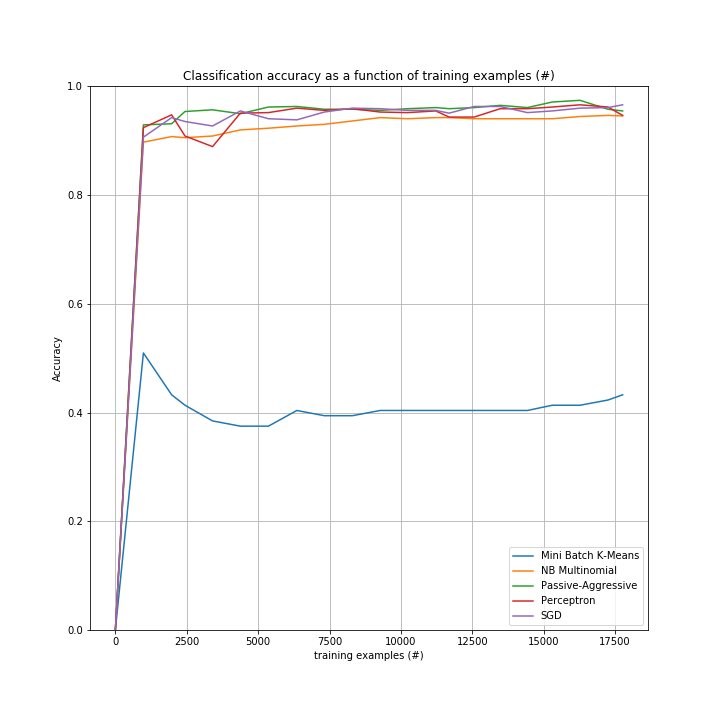 Classification accuracy as a function of training examples (#)
1.0
0.8
0.6
0.4
0.2
0.0
Accuracy
0 2500 5000 7500 10000 12500 15000 17500
training examples (#)
Mini Batch K-Means
NB Multinomial
Passive-Aggressive
Perceptron
SGD